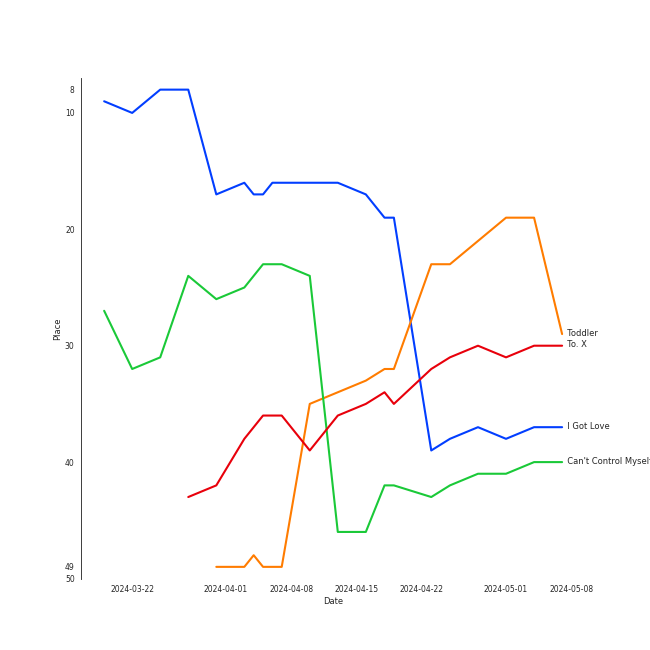 8
10
20
30
40
49
50
Place
Toddler
To. X
I Got Love
Can't Control Mysel
2024-03-22
2024-04-01
2024-04-08
2024-04-15
2024-04-22
2024-05-01
2024-05-08
Date